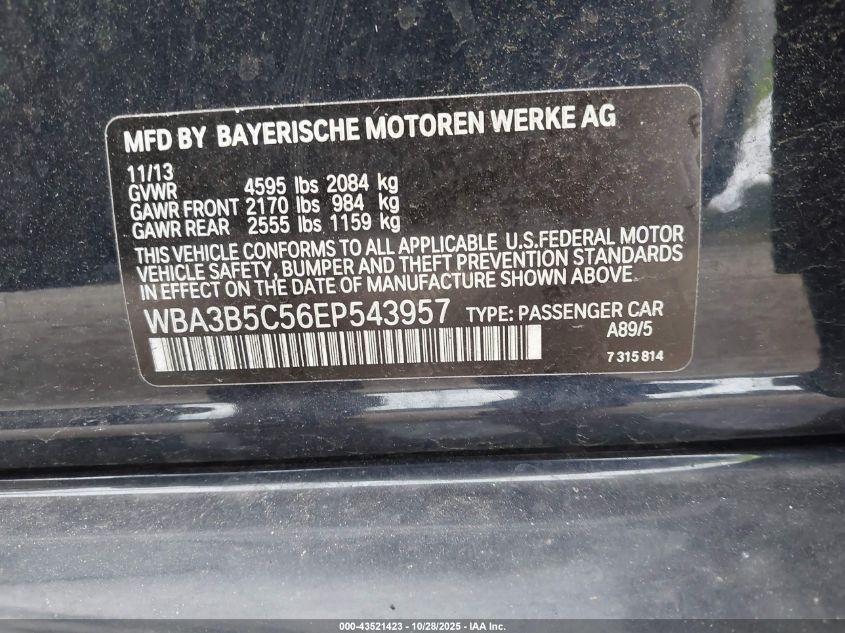 MFD BY BAYERISCHE MOTOREN WERKE AG
11/13
GVWR 4595 lbs 2084 kg
GAWR FRONT 2170 lbs 984 kg
GAWR REAR 2555 lbs 1159 kg
THIS VEHICLE CONFORMS TO ALL APPLICABLE U.S.FEDERAL MOTOR
VEHICLE SAFETY, BUMPER AND THEFT PREVENTION STANDARDS
IN EFFECT ON THE DATE OF MANUFACTURE SHOWN ABOVE.
WBA3B5C56EP543957 TYPE: PASSENGER CAR
A89/5
7 315 814
000-43521423 - 10/28/2025 - IAA Inc.